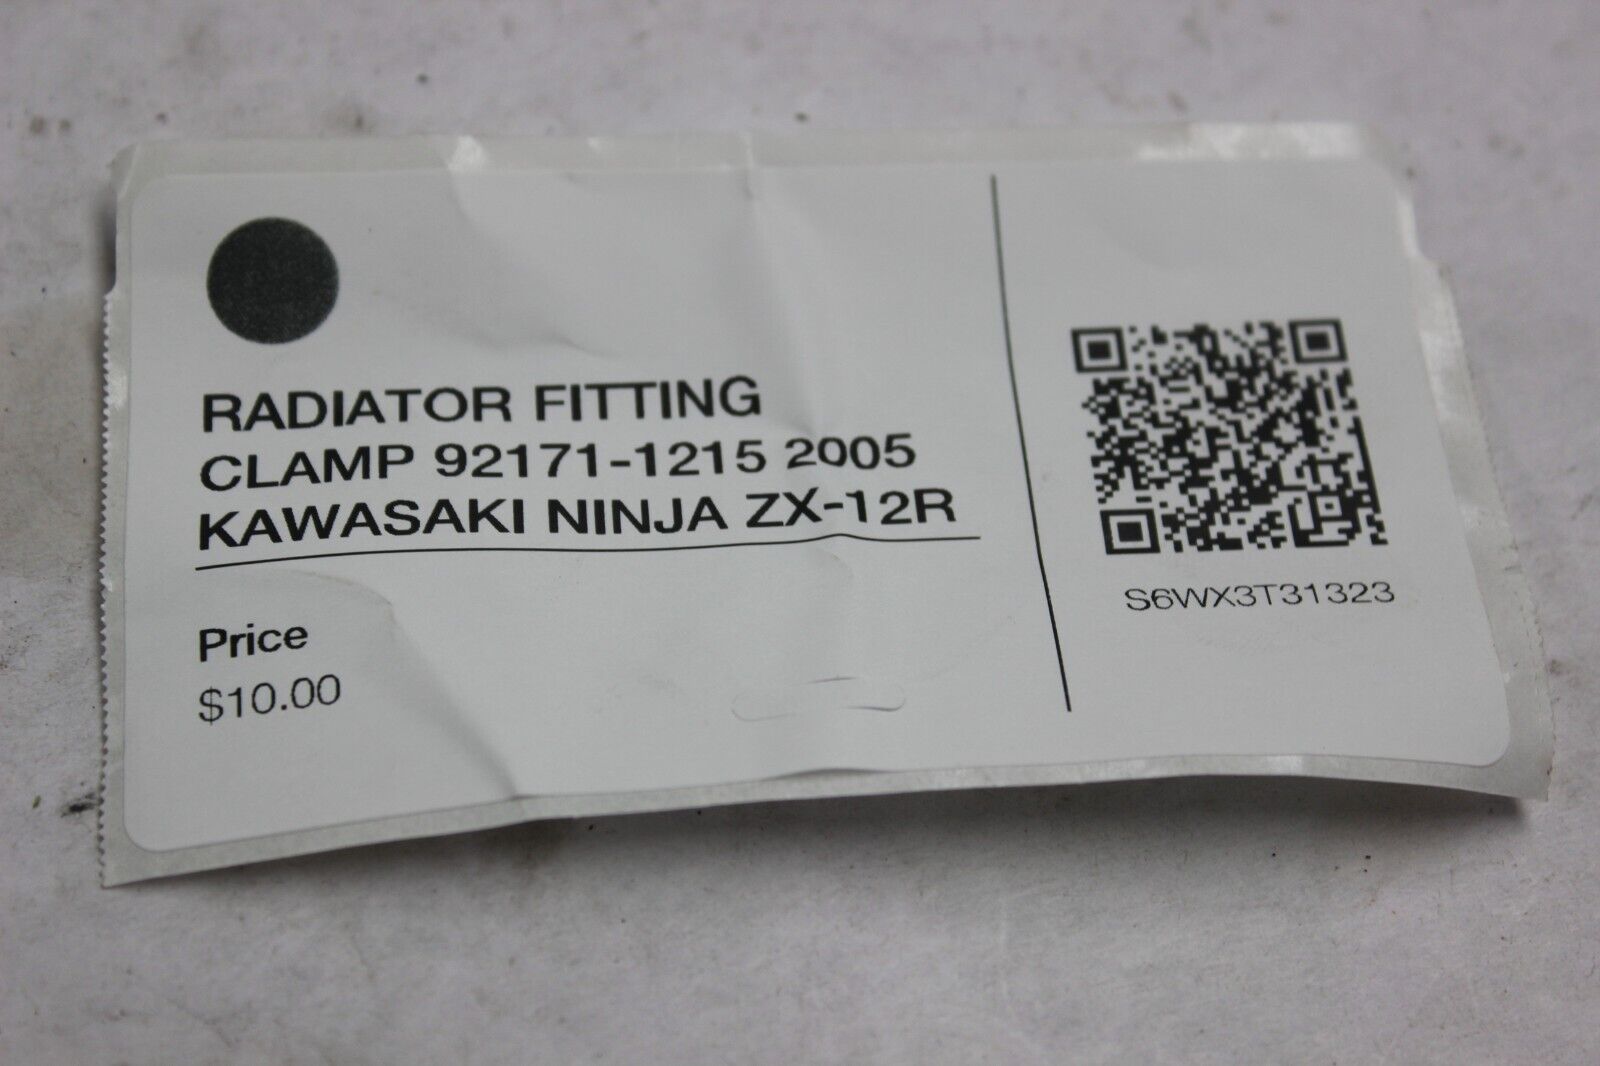 RADIATOR FITTING
CLAMP 92171-1215 2005
KAWASAKI NINJA ZX-12R
Price
$10.00
S6WX3T31323